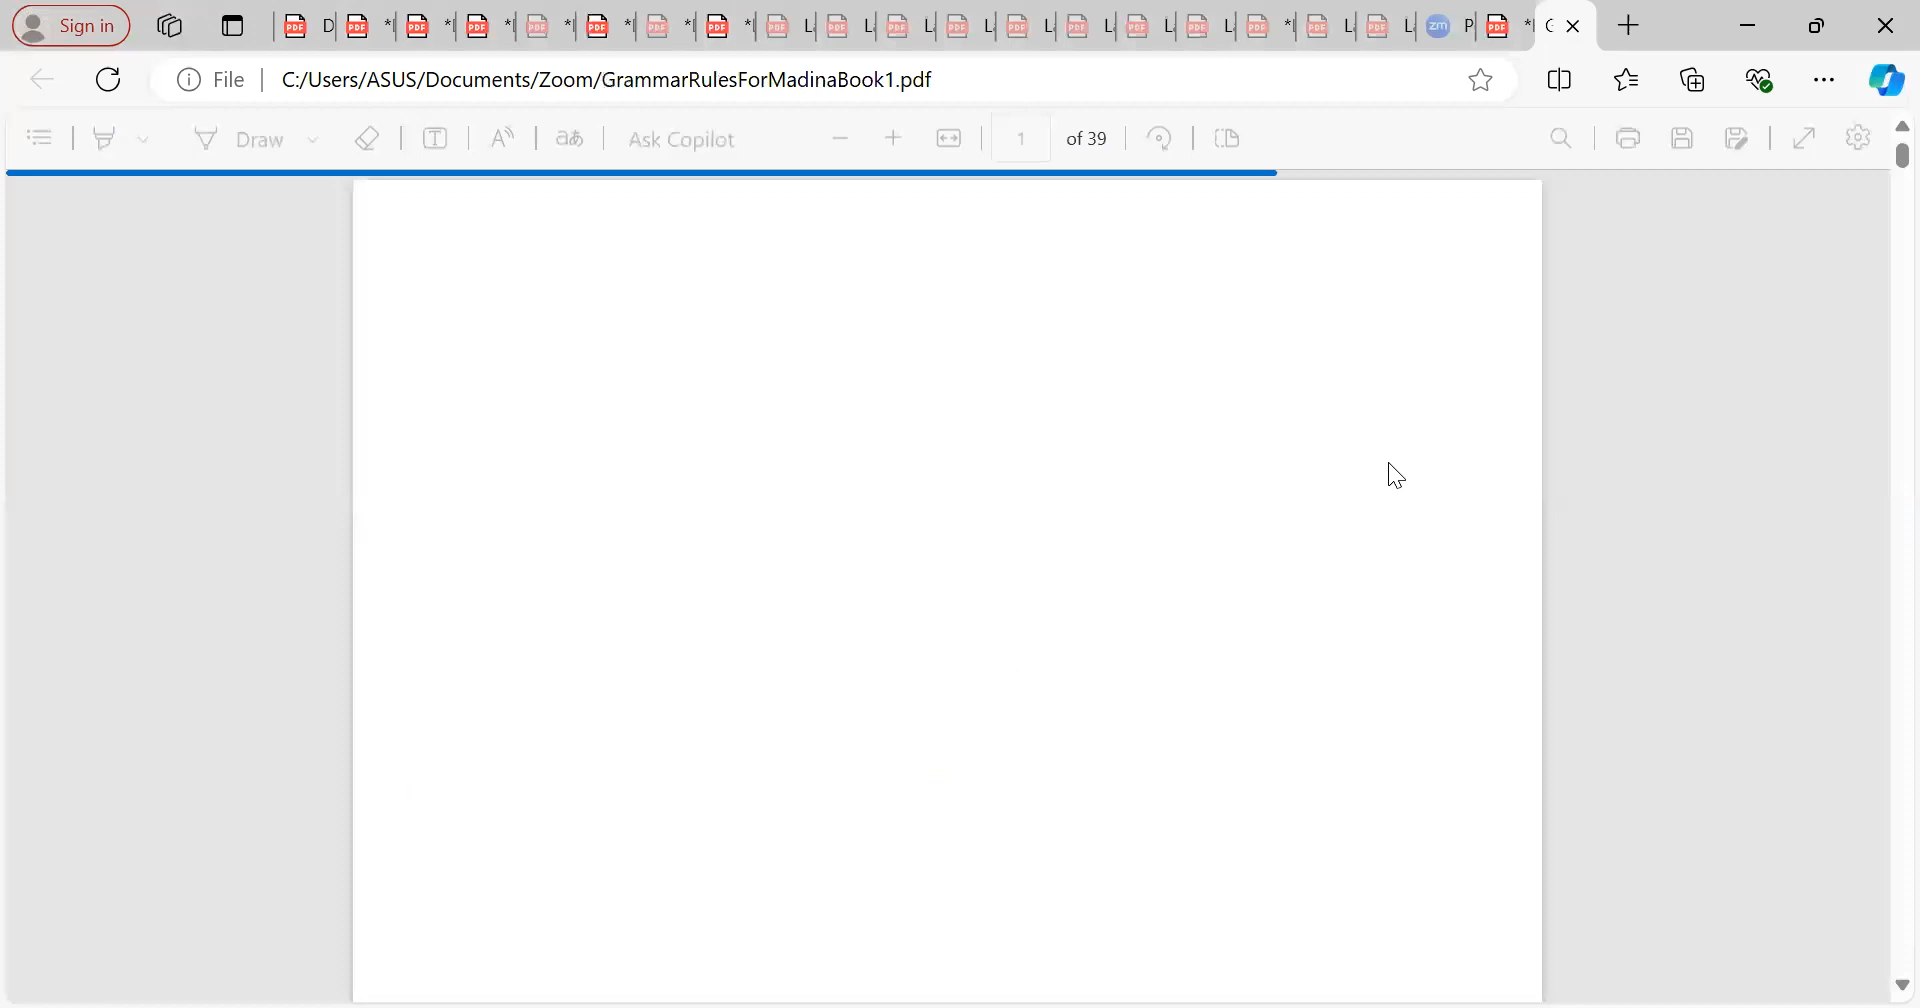 Sign in
File
C:/Users/ASUS/Documents/Zoom/GrammarRulesForMadinaBook1.pdf
Draw
Ask Copilot
1
of 39